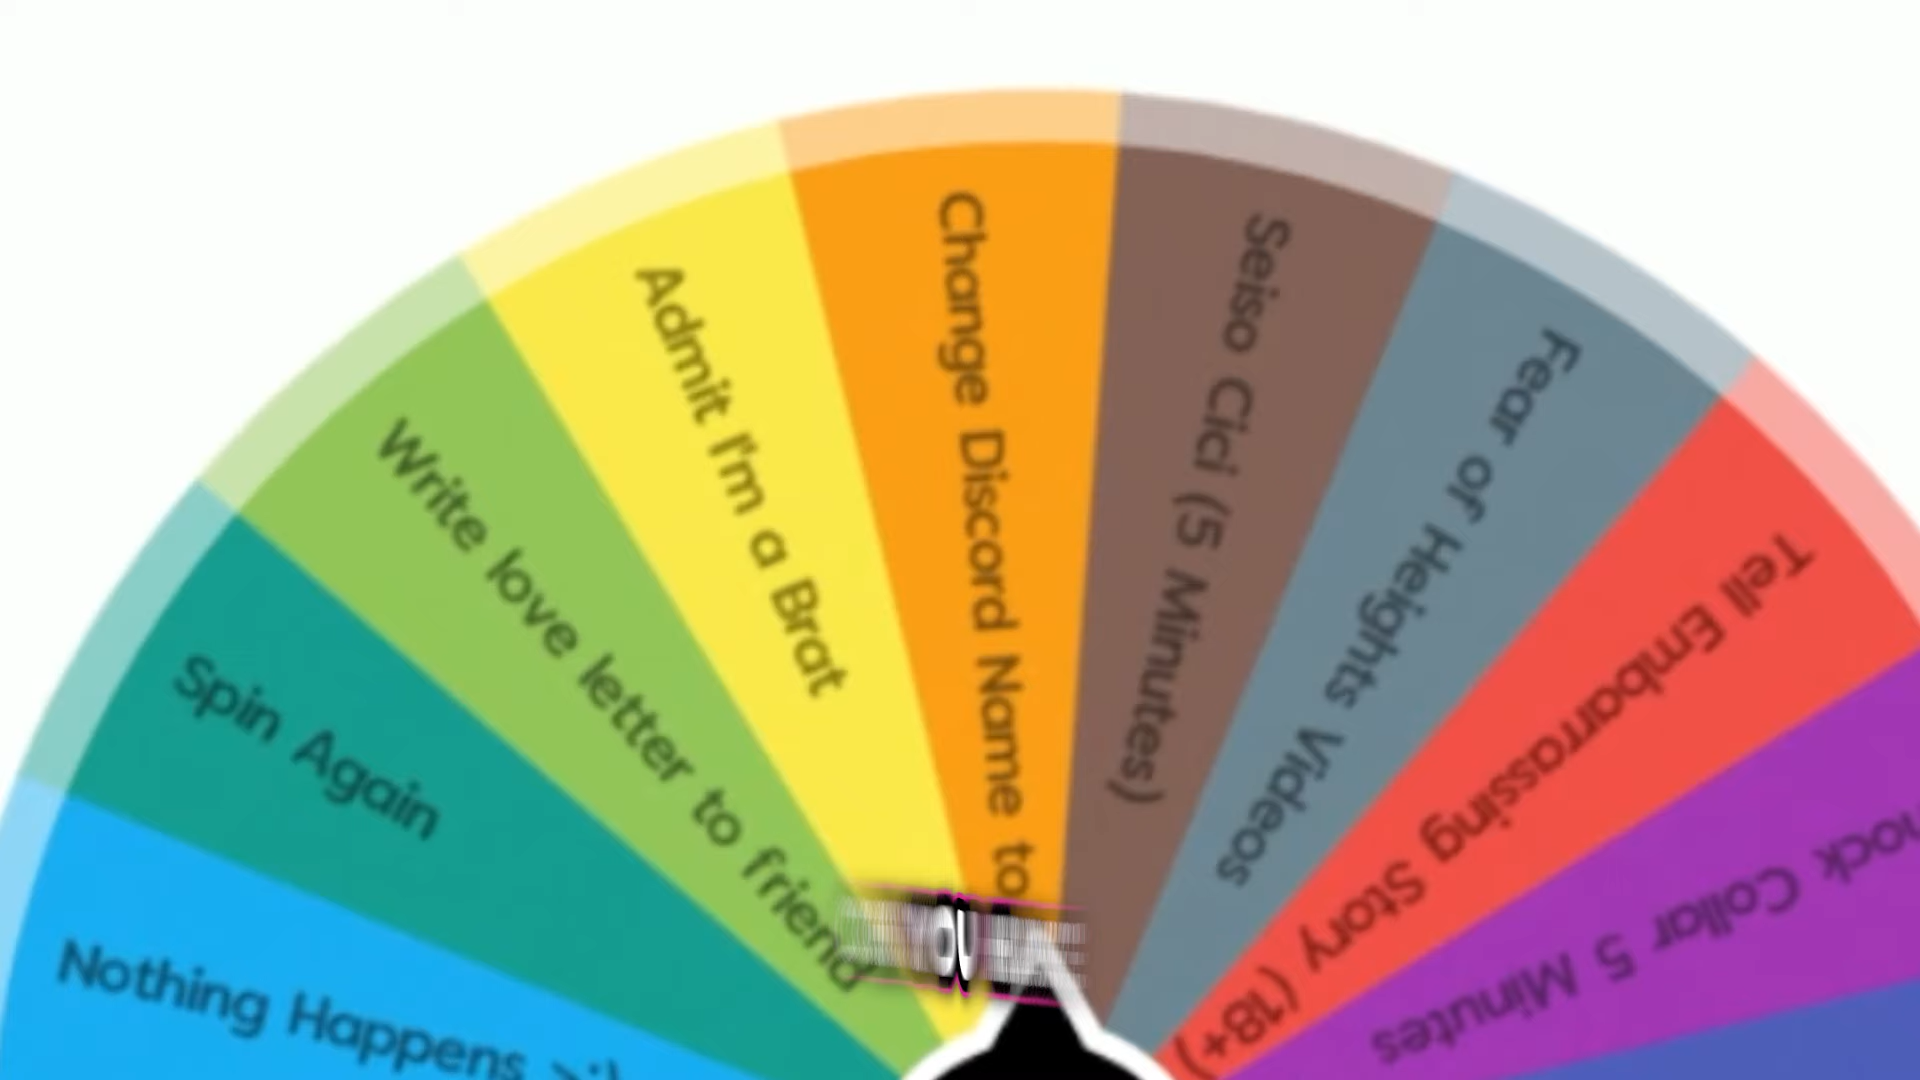 Nothing Happens >:)
Spin Again
Write love letter to friend
Admit I'm a Brat
Change Discord Name to
Seiso Cici (5 Minutes)
Fear of Heights Videos
Tell Embarrassing Story (18+)
Collar 5 Minutes
OU